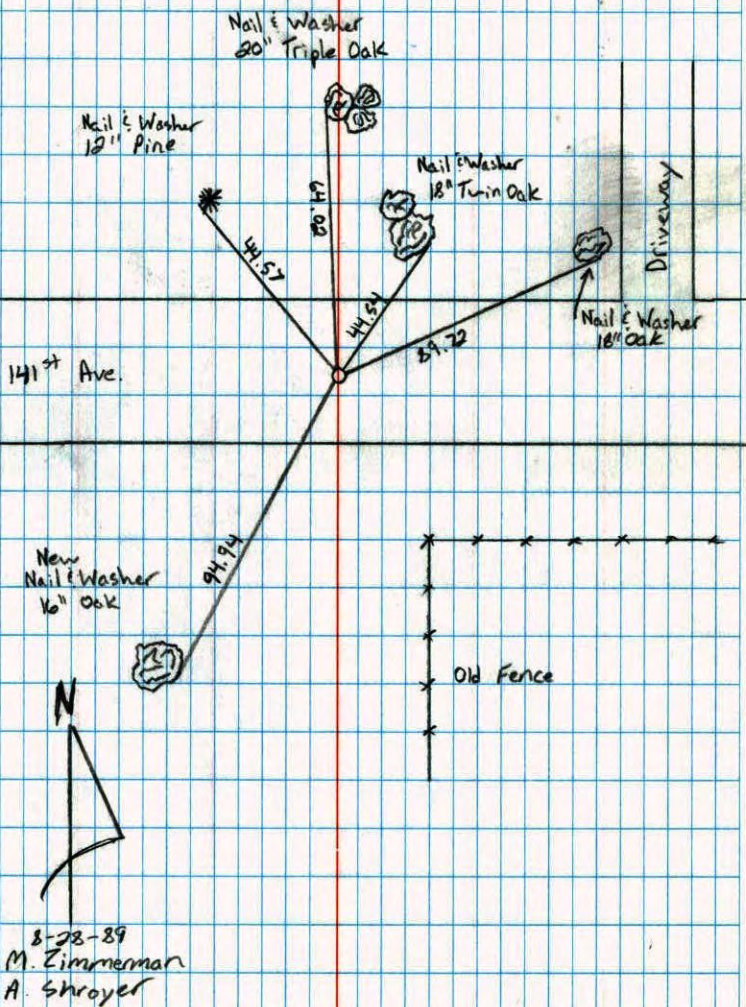 Nail & Washer
20" Triple Oak
Nail & Washer
12" Pine
Nail & Washer
18" Twin Oak
Driveway
64.02
44.57
44.54
89.72
Nail & Washer
18" Oak
141st Ave.
94.94
New
Nail & Washer
16" Oak
Old Fence
N
8-28-89
M. Zimmerman
A. Shroyer